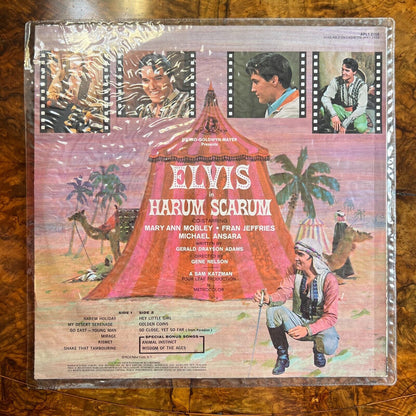 METRO-GOLDWYN-MAYER
Presents
ELVIS
in
HARUM SCARUM
CO-STARRING
MARY ANN MOBLEY • FRAN JEFFRIES
MICHAEL ANSARA
WRITTEN BY
GERALD DRAYSON ADAMS
DIRECTED BY
GENE NELSON
A SAM KATZMAN
FOUR LEAF PRODUCTION
in METROCOLOR
SIDE 1
HAREM HOLIDAY
MY DESERT SERENADE
GO EAST—YOUNG MAN
MIRAGE
KISMET
SHAKE THAT TAMBOURINE
SIDE 2
HEY LITTLE GIRL
GOLDEN COINS
SO CLOSE, YET SO FAR (from Paradise)
SPECIAL BONUS SONGS
ANIMAL INSTINCT
WISDOM OF THE AGES